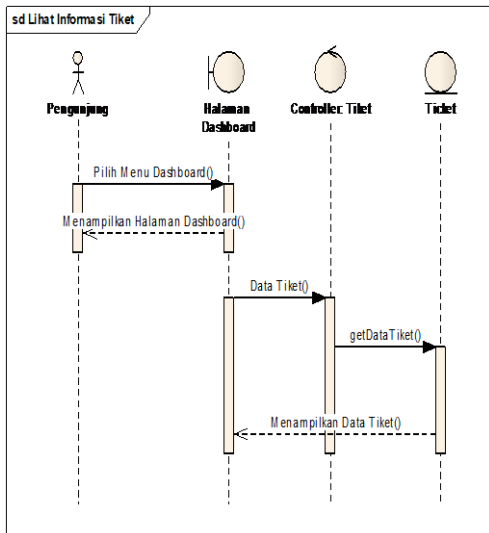 sd Lihat Informasi Tiket
Pengunjung
Halaman
Dashboard
Controller: Tiket
Ticket
Pilih Menu Dashboard()
Menampilkan Halaman Dashboard()
Data Tiket()
getDataTiket()
Menampilkan Data Tiket()